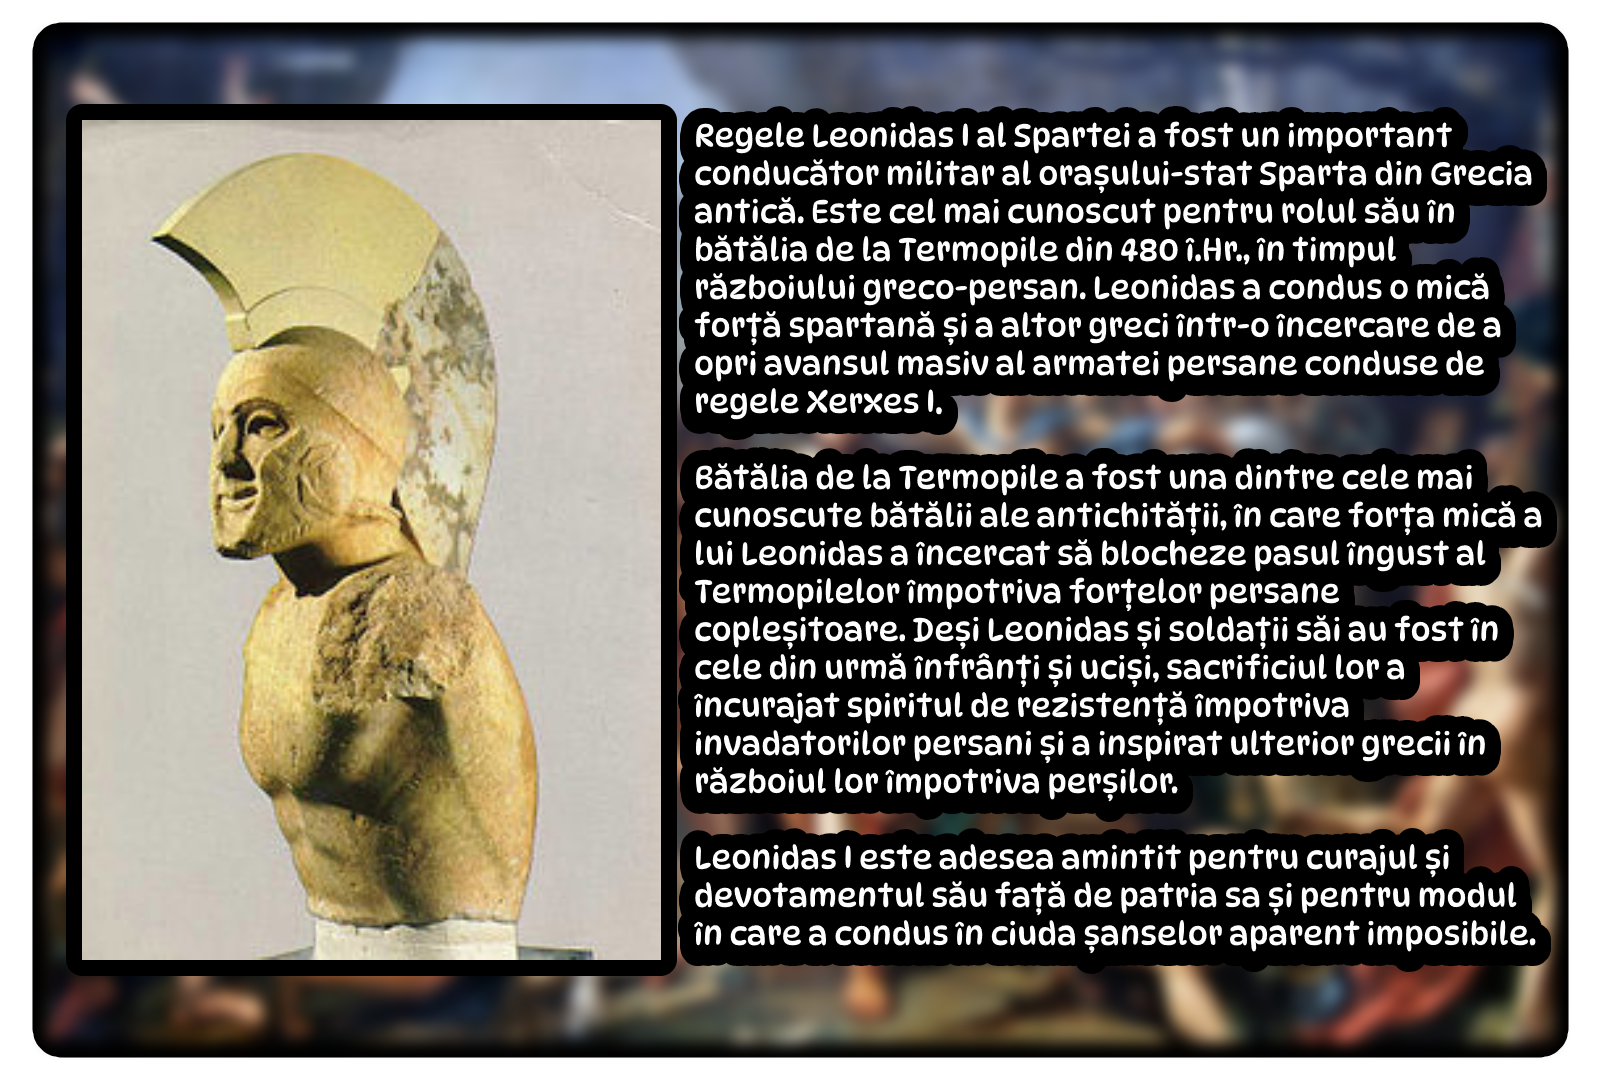 Regele Leonidas I al Spartei a fost un important
conducător militar al orașului-stat Sparta din Grecia
antică. Este cel mai cunoscut pentru rolul său în
bătălia de la Termopile din 480 î.Hr., în timpul
războiului greco-persan. Leonidas a condus o mică
forță spartană și a altor greci într-o încercare de a
opri avansul masiv al armatei persane conduse de
regele Xerxes I.
Bătălia de la Termopile a fost una dintre cele mai
cunoscute bătălii ale antichității, în care forța mică a
lui Leonidas a încercat să blocheze pasul îngust al
Termopilelor împotriva forțelor persane
copleșitoare. Deși Leonidas și soldații săi au fost în
cele din urmă înfrânți și uciși, sacrificiul lor a
încurajat spiritul de rezistență împotriva
invadatorilor persani și a inspirat ulterior grecii în
războiul lor împotriva perșilor.
Leonidas I este adesea amintit pentru curajul și
devotamentul său față de patria sa și pentru modul
în care a condus în ciuda șanselor aparent imposibile.